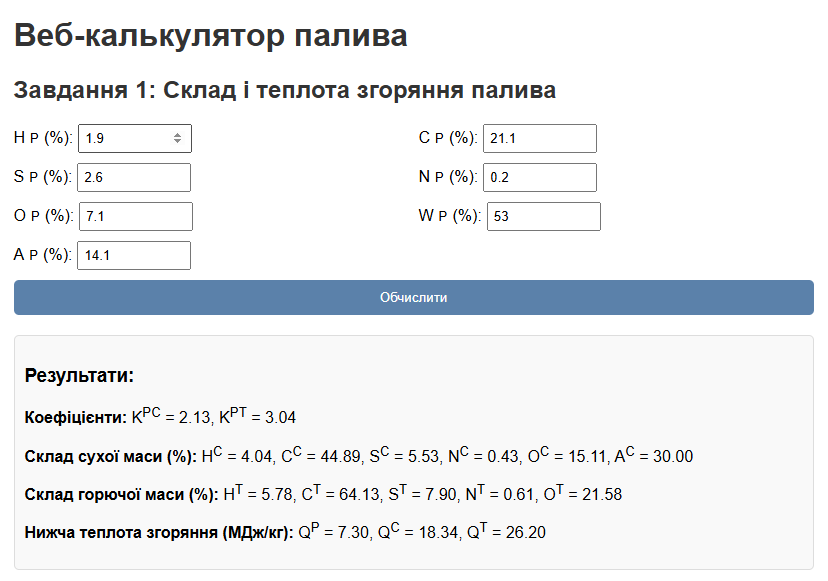 Веб-калькулятор палива
Завдання 1: Склад і теплота згоряння палива
H P (%): 1.9 C P (%): 21.1
S P (%): 2.6 N P (%): 0.2
O P (%): 7.1 W P (%): 53
A P (%): 14.1
Обчислити
Результати:
Коефіцієнти: K^PC = 2.13, K^РТ = 3.04
Склад сухої маси (%): H^C = 4.04, C^C = 44.89, S^C = 5.53, N^C = 0.43, O^C = 15.11, A^C = 30.00
Склад горючої маси (%): H^T = 5.78, C^T = 64.13, S^T = 7.90, N^T = 0.61, O^T = 21.58
Нижча теплота згоряння (МДж/кг): Q^P = 7.30, Q^C = 18.34, Q^T = 26.20